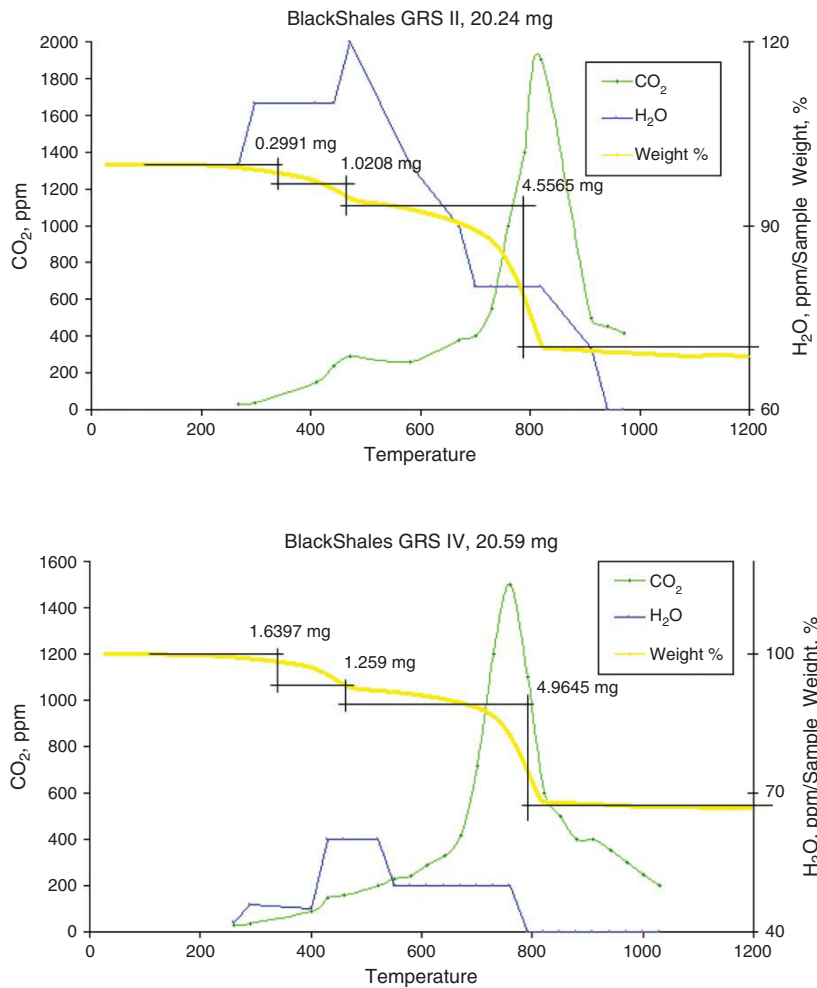 BlackShales GRS II, 20.24 mg
2000
1800
1600
1400
1200
1000
800
600
400
200
0
CO₂, ppm
120
90
60
H₂O, ppm/Sample Weight, %
CO₂
H₂O
Weight %
0.2991 mg
1.0208 mg
4.5565 mg
0 200 400 600 800 1000 1200
Temperature
BlackShales GRS IV, 20.59 mg
1600
1400
1200
1000
800
600
400
200
0
CO₂, ppm
100
70
40
H₂O, ppm/Sample Weight, %
CO₂
H₂O
Weight %
1.6397 mg
1.259 mg
4.9645 mg
0 200 400 600 800 1000 1200
Temperature